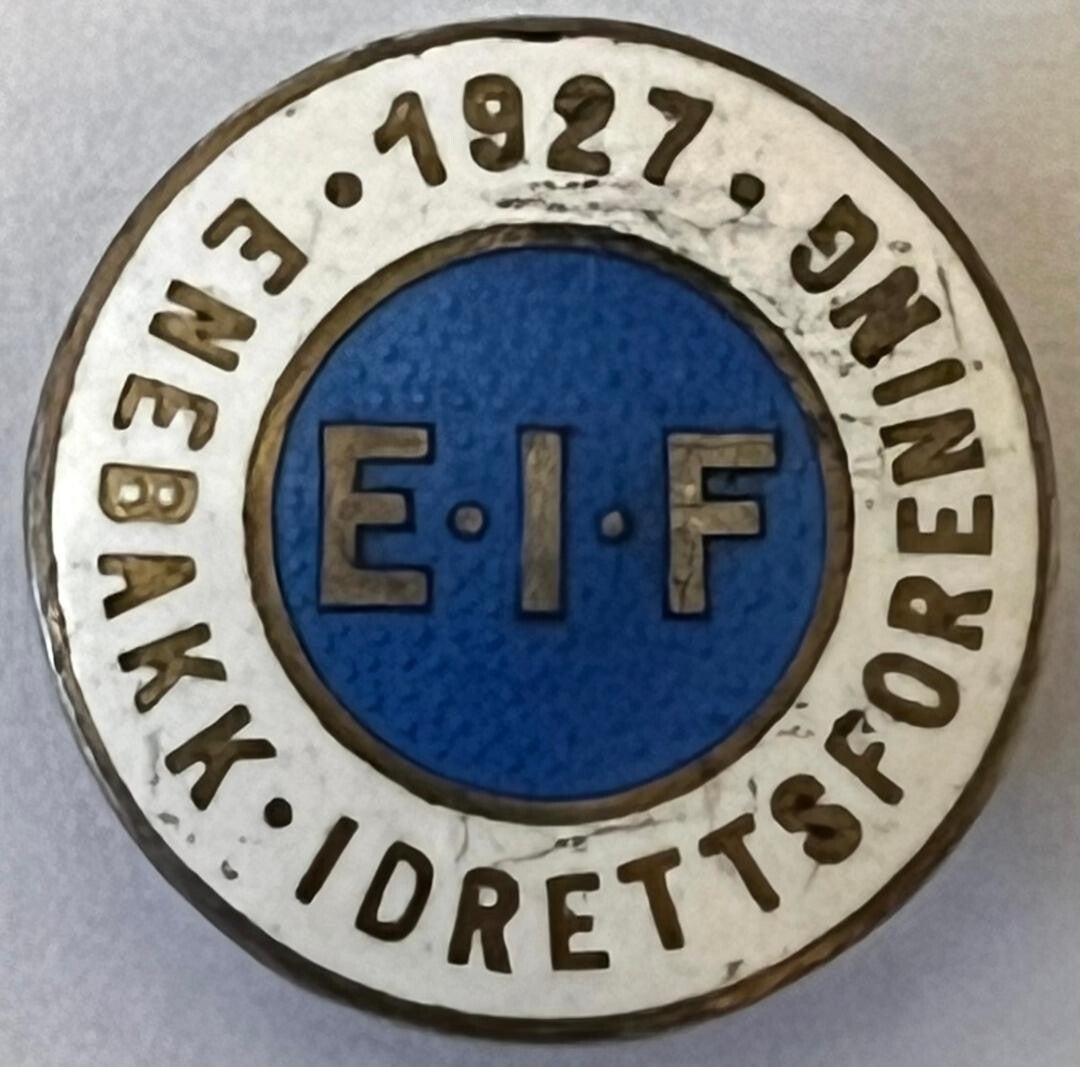 • 1927 •
ENEBAKK • IDRETTSFORENING
E•I•F